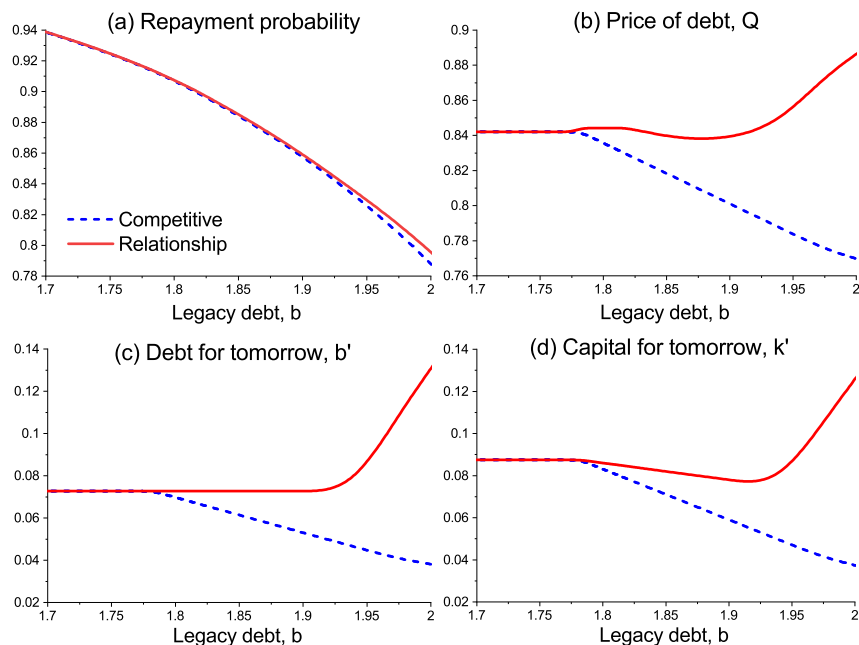 (a) Repayment probability
0.94
0.92
0.9
0.88
0.86
0.84
0.82
0.8
0.78
Competitive
Relationship
1.7 1.75 1.8 1.85 1.9 1.95 2
Legacy debt, b
(b) Price of debt, Q
0.9
0.88
0.86
0.84
0.82
0.8
0.78
0.76
1.7 1.75 1.8 1.85 1.9 1.95 2
Legacy debt, b
(c) Debt for tomorrow, b'
0.14
0.12
0.1
0.08
0.06
0.04
0.02
1.7 1.75 1.8 1.85 1.9 1.95 2
Legacy debt, b
(d) Capital for tomorrow, k'
0.14
0.12
0.1
0.08
0.06
0.04
0.02
1.7 1.75 1.8 1.85 1.9 1.95 2
Legacy debt, b